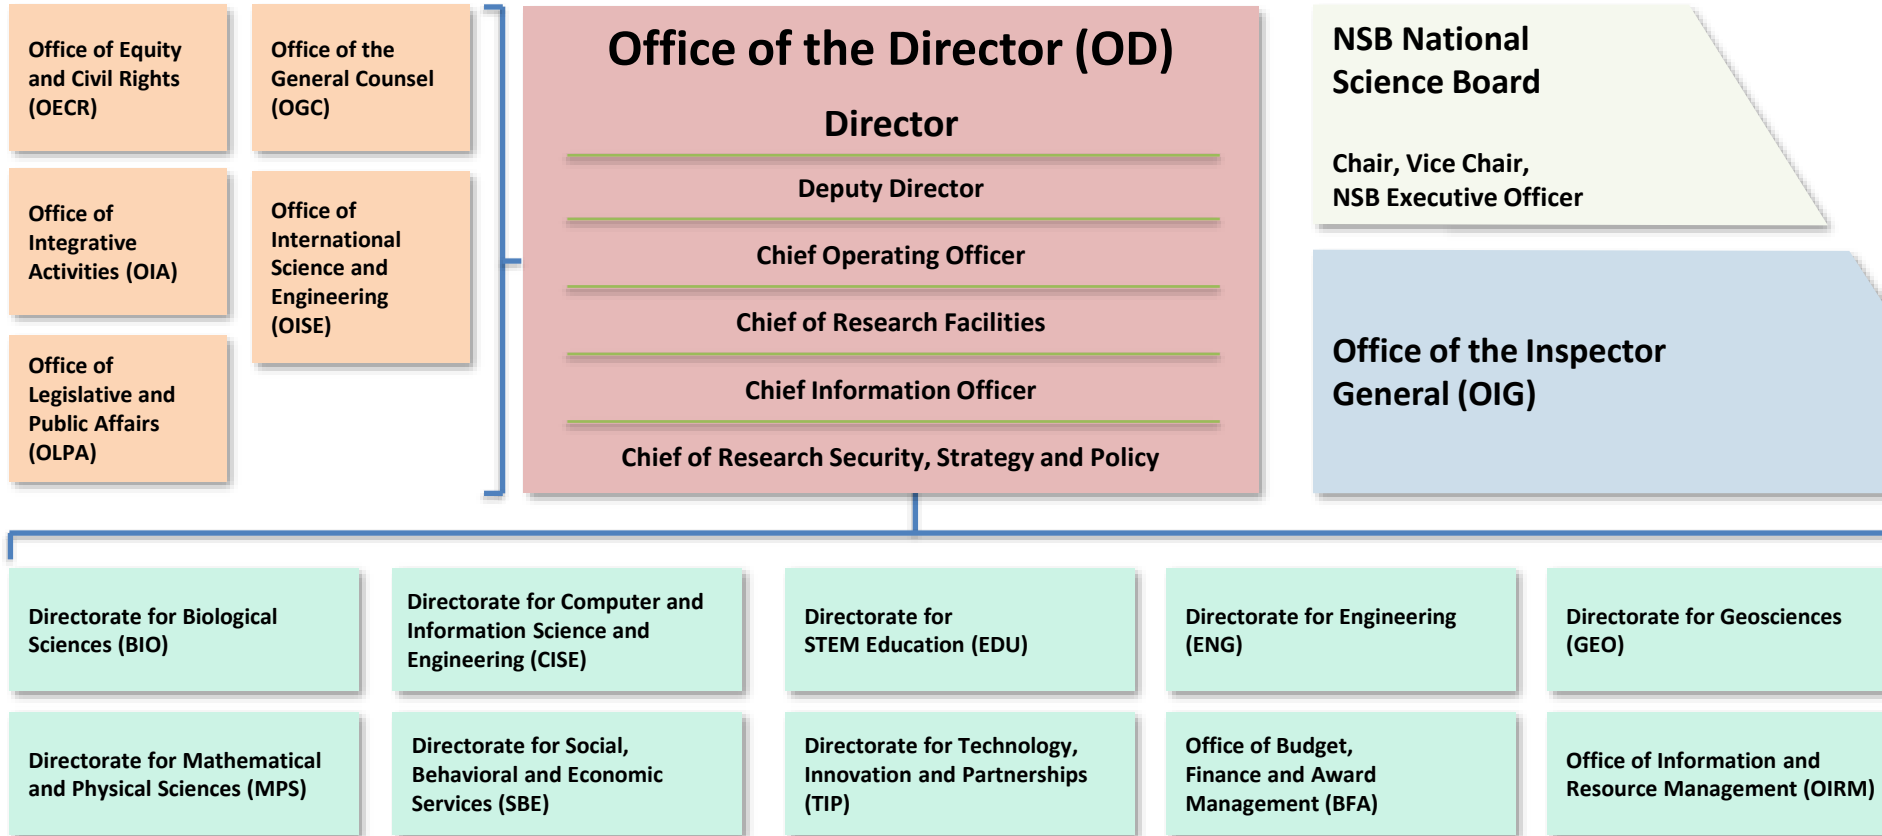 Office of Equity
and Civil Rights
(OECR)
Office of the
General Counsel
(OGC)
Office of
Integrative
Activities (OIA)
Office of
International
Science and
Engineering
(OISE)
Office of
Legislative and
Public Affairs
(OLPA)
Office of the Director (OD)
Director
Deputy Director
Chief Operating Officer
Chief of Research Facilities
Chief Information Officer
Chief of Research Security, Strategy and Policy
NSB National
Science Board
Chair, Vice Chair,
NSB Executive Officer
Office of the Inspector
General (OIG)
Directorate for Biological
Sciences (BIO)
Directorate for Computer and
Information Science and
Engineering (CISE)
Directorate for
STEM Education (EDU)
Directorate for Engineering
(ENG)
Directorate for Geosciences
(GEO)
Directorate for Mathematical
and Physical Sciences (MPS)
Directorate for Social,
Behavioral and Economic
Services (SBE)
Directorate for Technology,
Innovation and Partnerships
(TIP)
Office of Budget,
Finance and Award
Management (BFA)
Office of Information and
Resource Management (OIRM)